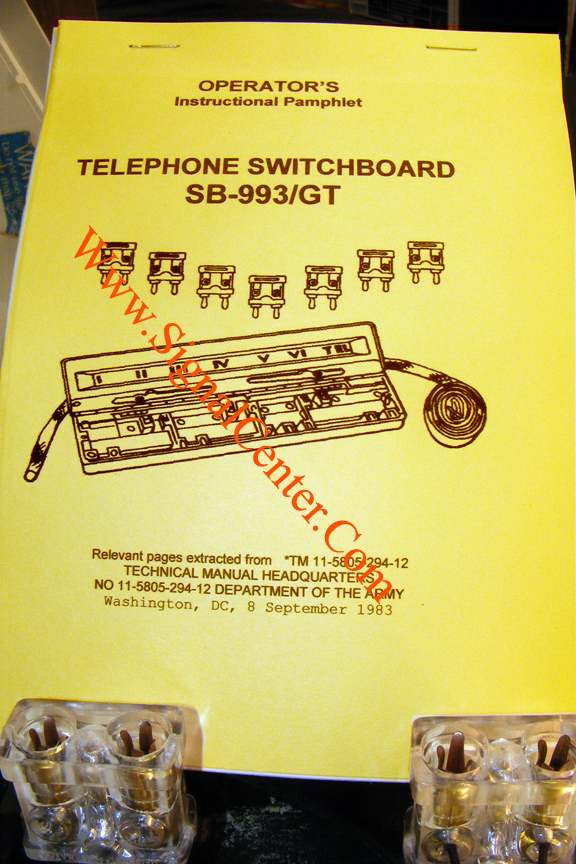 OPERATOR'S
Instructional Pamphlet
TELEPHONE SWITCHBOARD
SB-993/GT
I II III IV V VI TEL
Www.SignalCenter.Com
Relevant pages extracted from *TM 11-5805-294-12
TECHNICAL MANUAL HEADQUARTERS
NO 11-5805-294-12 DEPARTMENT OF THE ARMY
Washington, DC, 8 September 1983